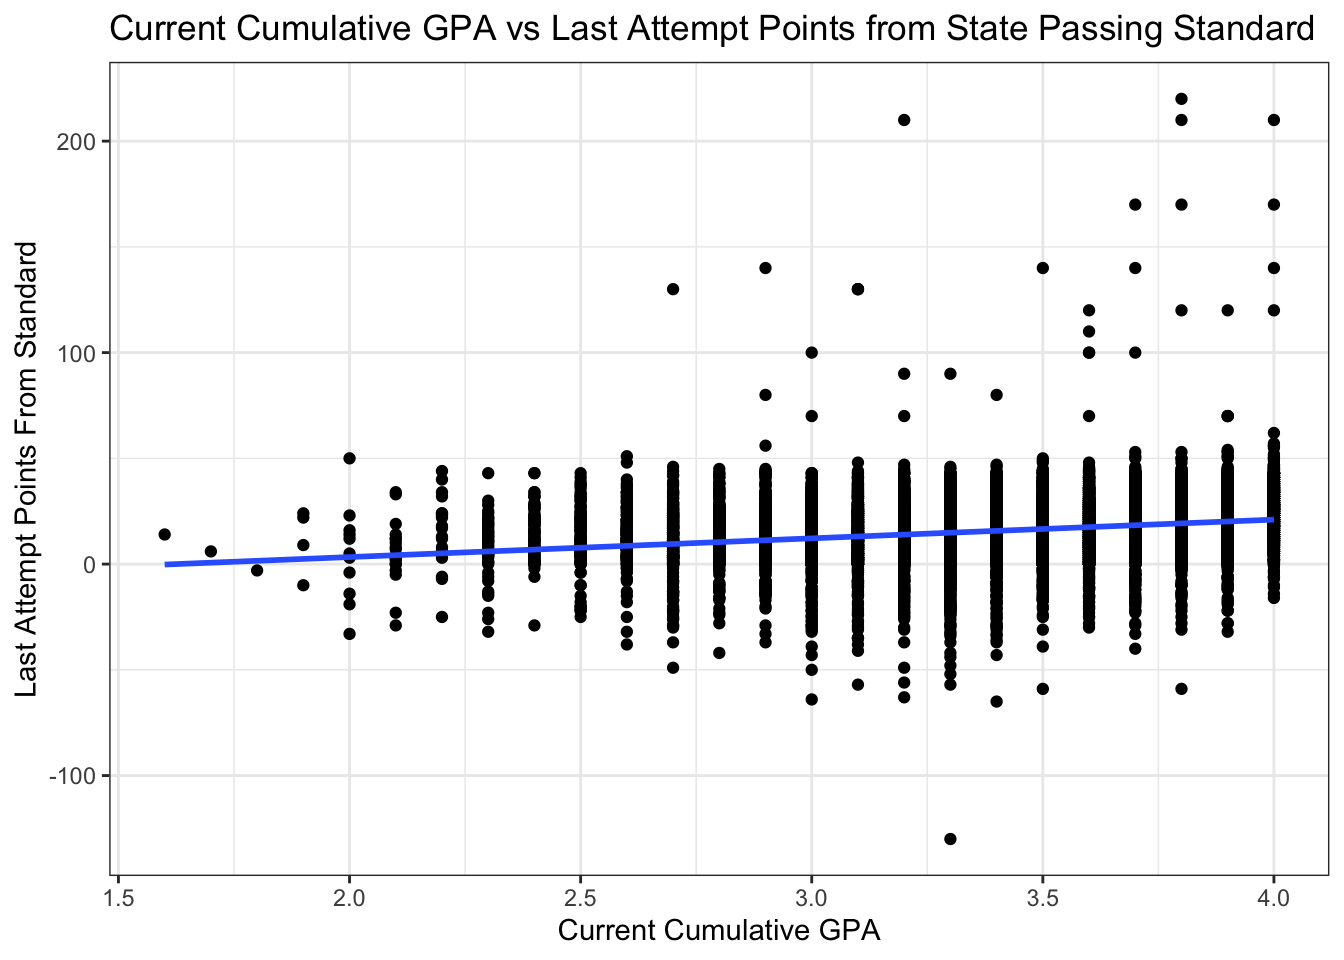 Current Cumulative GPA vs Last Attempt Points from State Passing Standard
Last Attempt Points From Standard
200
100
0
-100
1.5 2.0 2.5 3.0 3.5 4.0
Current Cumulative GPA